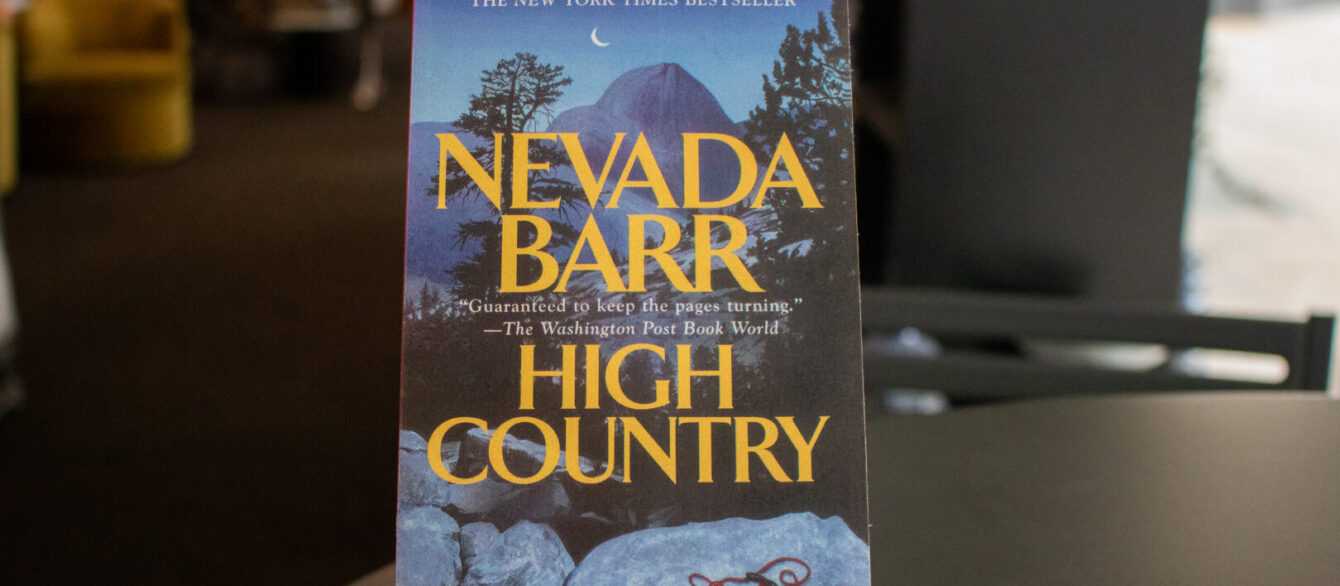 THE NEW YORK TIMES BESTSELLER
NEVADA
BARR
“Guaranteed to keep the pages turning.”
—The Washington Post Book World
HIGH
COUNTRY